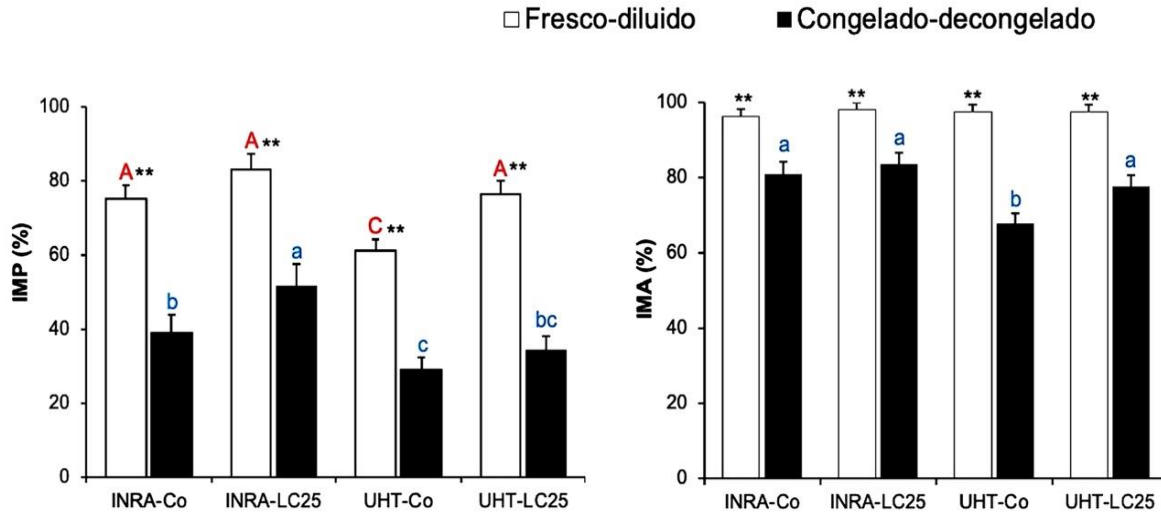 Fresco-diluido
Congelado-decongelado
IMP (%)
100
80
60
40
20
0
A **
b
A **
a
C **
c
A **
bc
INRA-Co
INRA-LC25
UHT-Co
UHT-LC25
IMA (%)
100
80
60
40
20
0
**
a
**
a
**
b
**
a
INRA-Co
INRA-LC25
UHT-Co
UHT-LC25